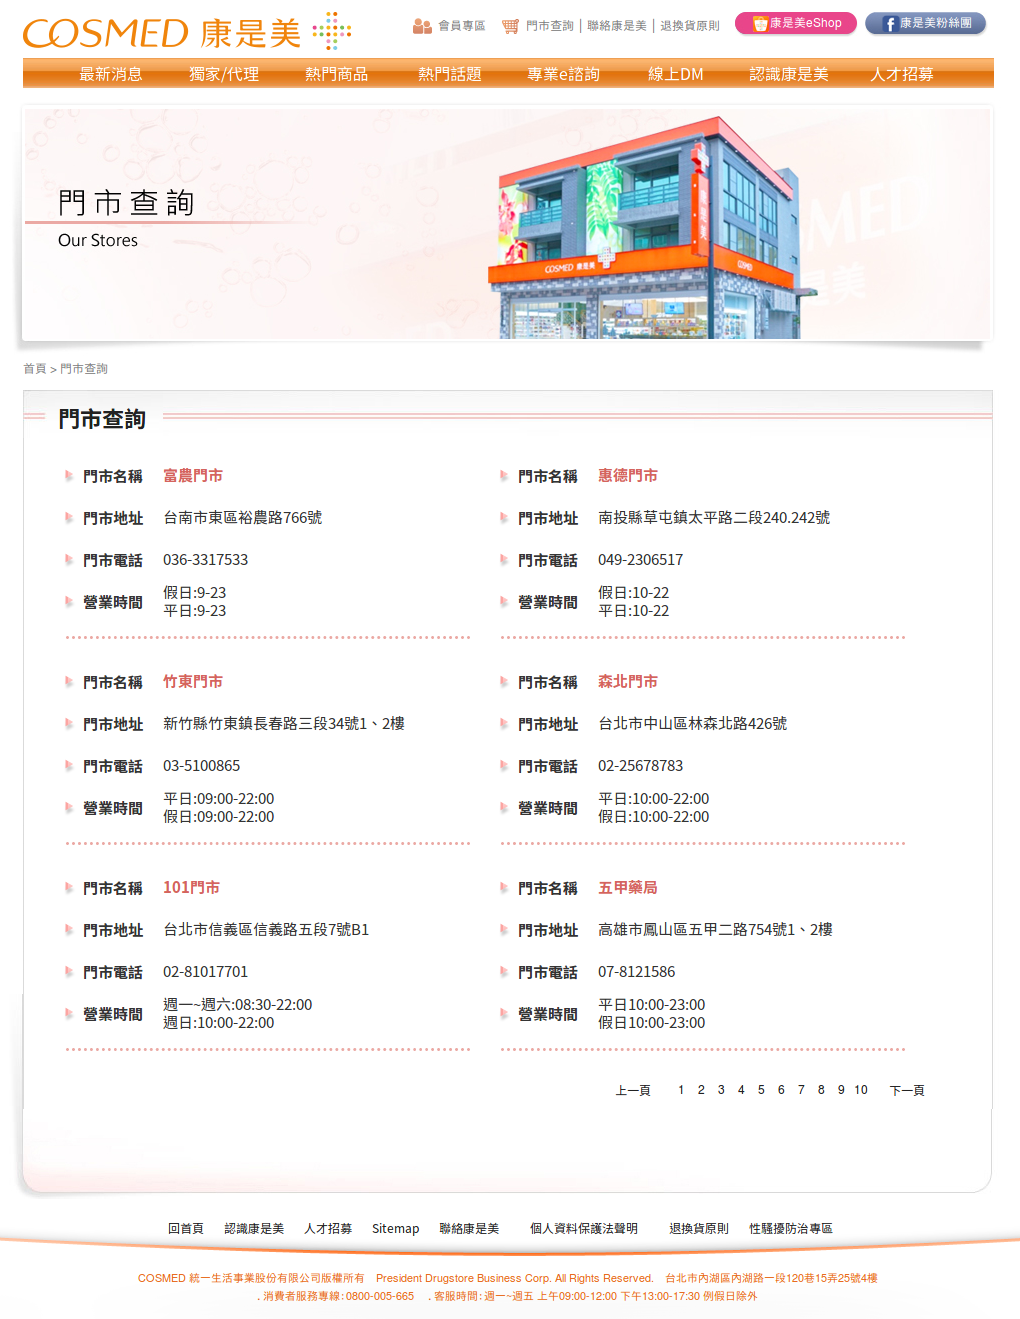 COSMED 康是美
會員專區 門市查詢 | 聯絡康是美 | 退換貨原則 康是美eShop 康是美粉絲團
最新消息 獨家/代理 熱門商品 熱門話題 專業e諮詢 線上DM 認識康是美 人才招募
門市查詢
Our Stores
康是美
COSMED 康是美
COSMED
首頁 > 門市查詢
門市查詢
門市名稱 富農門市
門市地址 台南市東區裕農路766號
門市電話 036-3317533
營業時間 假日:9-23
平日:9-23
門市名稱 惠德門市
門市地址 南投縣草屯鎮太平路二段240.242號
門市電話 049-2306517
營業時間 假日:10-22
平日:10-22
門市名稱 竹東門市
門市地址 新竹縣竹東鎮長春路三段34號1、2樓
門市電話 03-5100865
營業時間 平日:09:00-22:00
假日:09:00-22:00
門市名稱 森北門市
門市地址 台北市中山區林森北路426號
門市電話 02-25678783
營業時間 平日:10:00-22:00
假日:10:00-22:00
門市名稱 101門市
門市地址 台北市信義區信義路五段7號B1
門市電話 02-81017701
營業時間 週一~週六:08:30-22:00
週日:10:00-22:00
門市名稱 五甲藥局
門市地址 高雄市鳳山區五甲二路754號1、2樓
門市電話 07-8121586
營業時間 平日10:00-23:00
假日10:00-23:00
上一頁 1 2 3 4 5 6 7 8 9 10 下一頁
回首頁 認識康是美 人才招募 Sitemap 聯絡康是美 個人資料保護法聲明 退換貨原則 性騷擾防治專區
COSMED 統一生活事業股份有限公司版權所有 President Drugstore Business Corp. All Rights Reserved. 台北市內湖區內湖路一段120巷15弄25號4樓
. 消費者服務專線: 0800-005-665 . 客服時間: 週一~週五 上午09:00-12:00 下午13:00-17:30 例假日除外